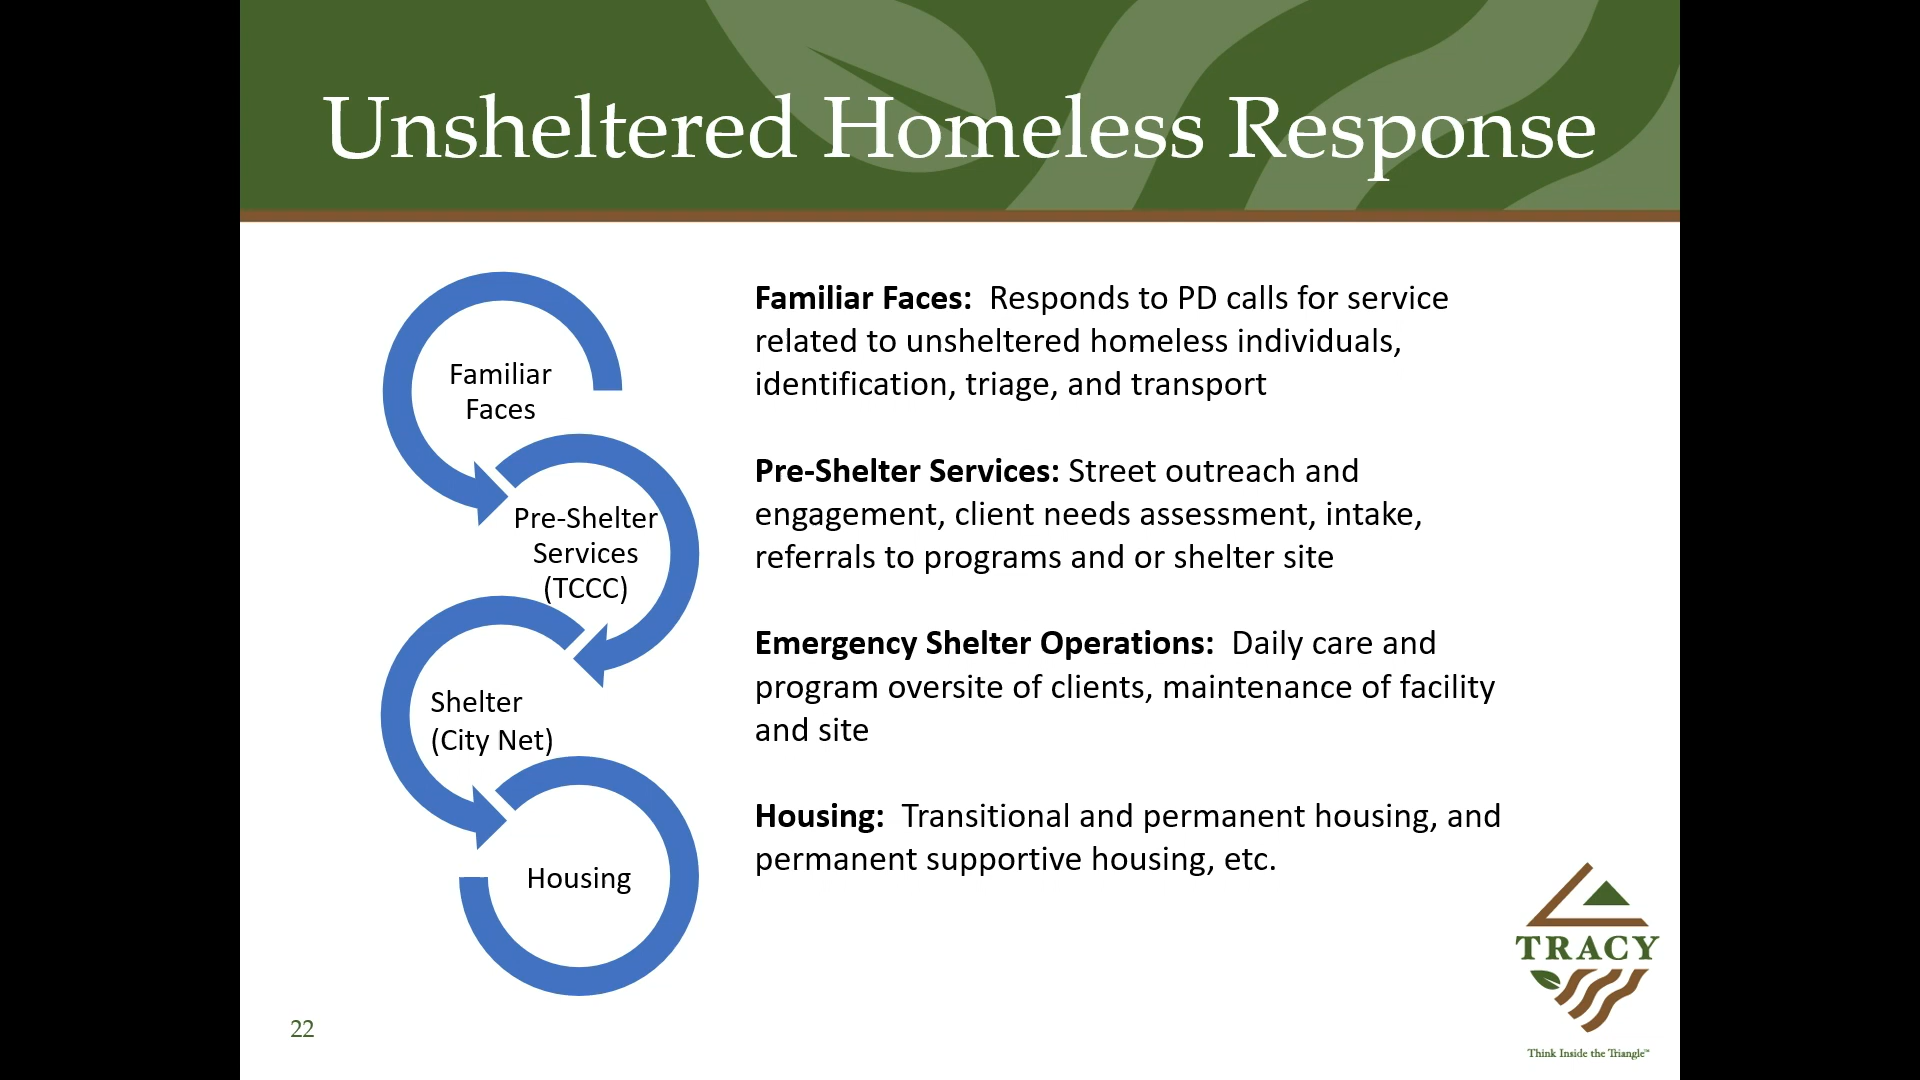 Unsheltered Homeless Response
Familiar
Faces
Pre-Shelter
Services
(TCCC)
Shelter
(City Net)
Housing
Familiar Faces:  Responds to PD calls for service
related to unsheltered homeless individuals,
identification, triage, and transport
Pre-Shelter Services: Street outreach and
engagement, client needs assessment, intake,
referrals to programs and or shelter site
Emergency Shelter Operations:  Daily care and
program oversite of clients, maintenance of facility
and site
Housing:  Transitional and permanent housing, and
permanent supportive housing, etc.
TRACY
Think Inside the Triangle™
22